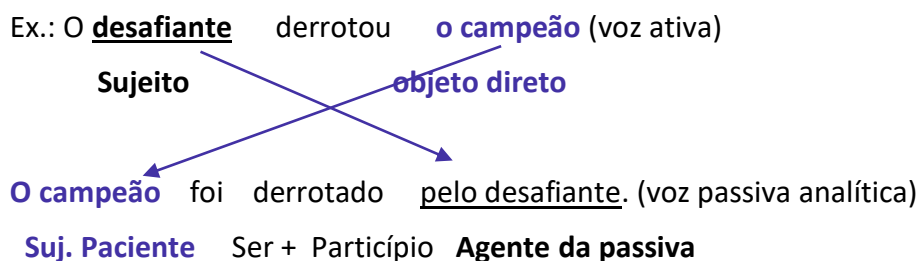 Ex.: O desafiante derrotou o campeão (voz ativa)
Sujeito objeto direto
O campeão foi derrotado pelo desafiante. (voz passiva analítica)
Suj. Paciente Ser + Particípio Agente da passiva